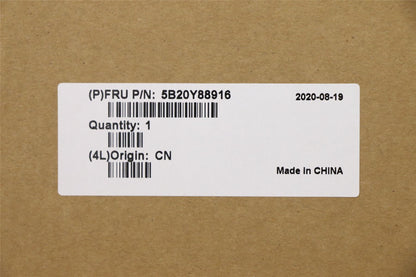 (P)FRU P/N: 5B20Y88916
2020-08-19
Quantity: 1
(4L)Origin: CN
Made in CHINA